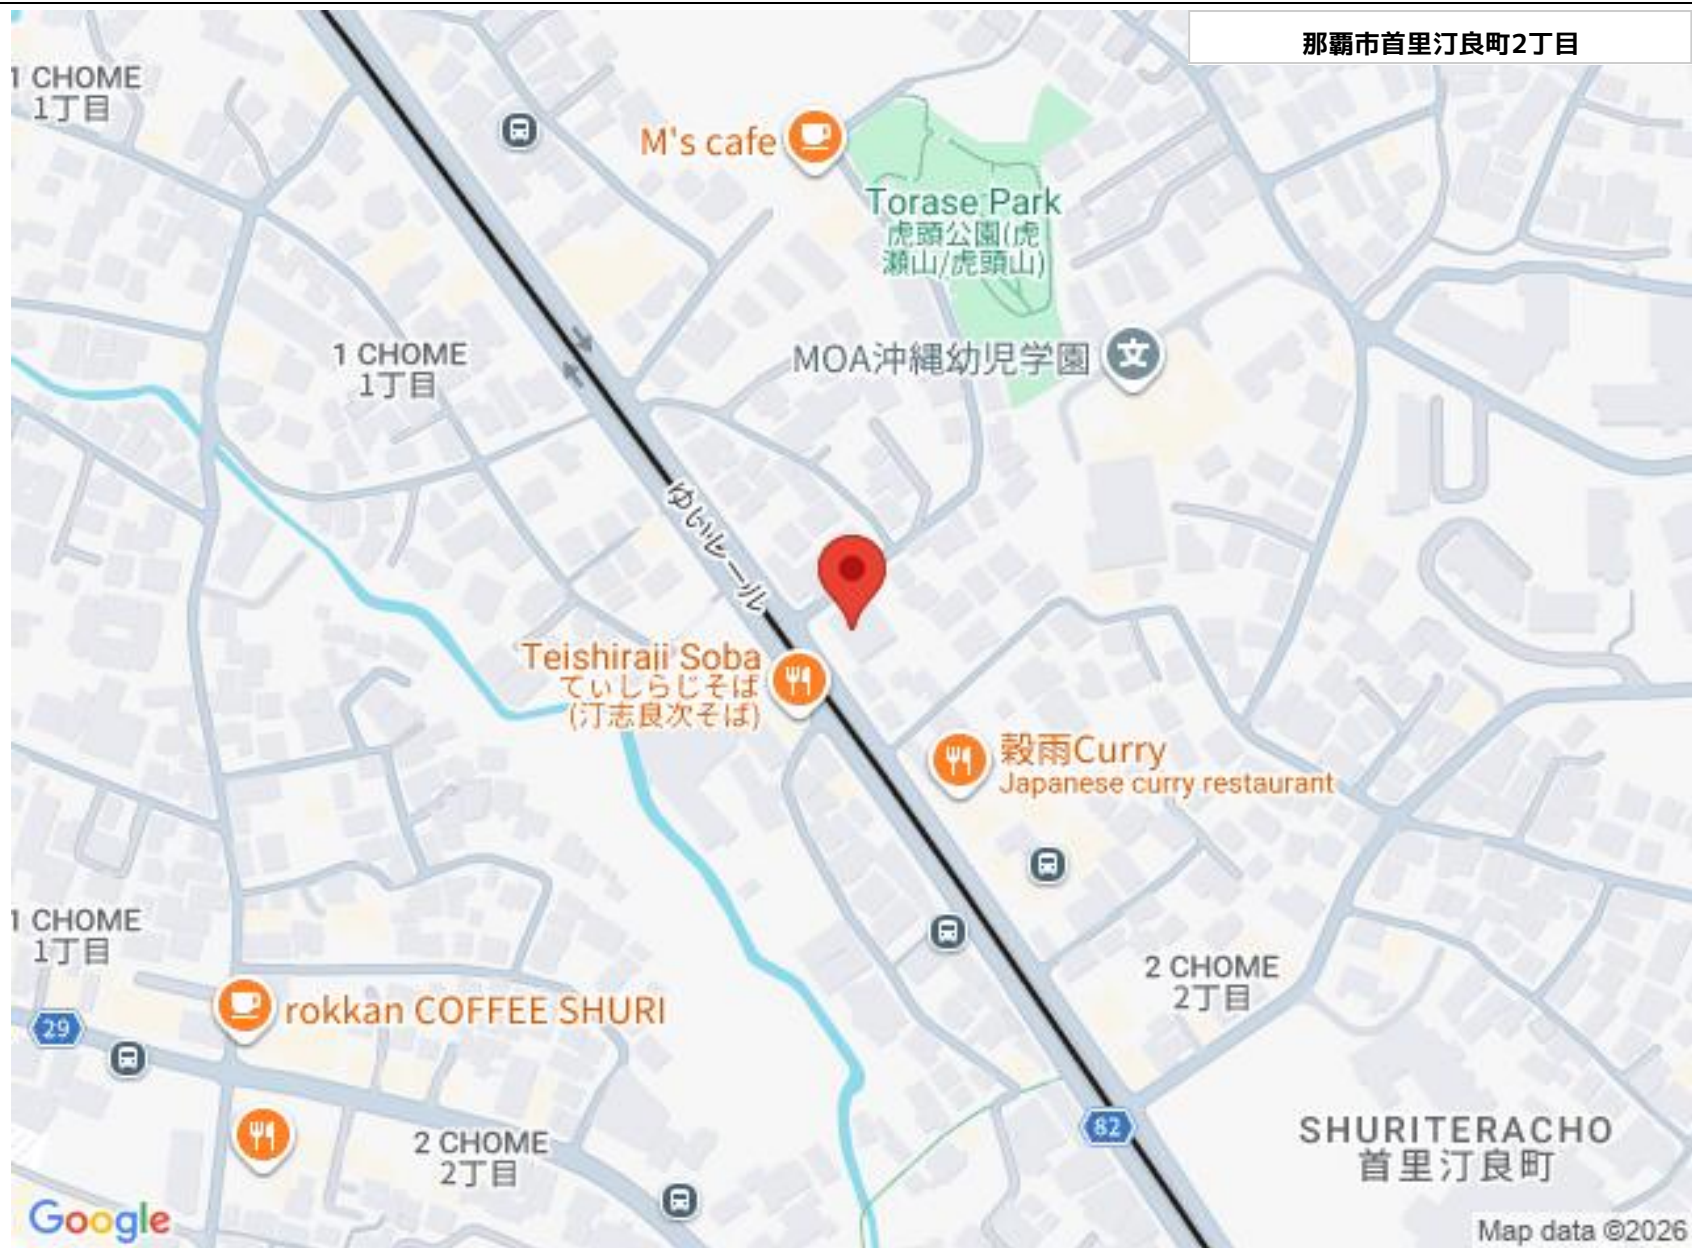 那覇市首里汀良町2丁目
1 CHOME
1丁目
M's cafe
Torase Park
虎頭公園(虎
瀬山/虎頭山)
1 CHOME
1丁目
MOA沖縄幼児学園
ゆいレール
Teishiraji Soba
てぃしらじそば
(汀志良次そば)
穀雨Curry
Japanese curry restaurant
1 CHOME
1丁目
2 CHOME
2丁目
rokkan COFFEE SHURI
29
82
2 CHOME
2丁目
SHURITERACHO
首里汀良町
Google
Map data ©2026